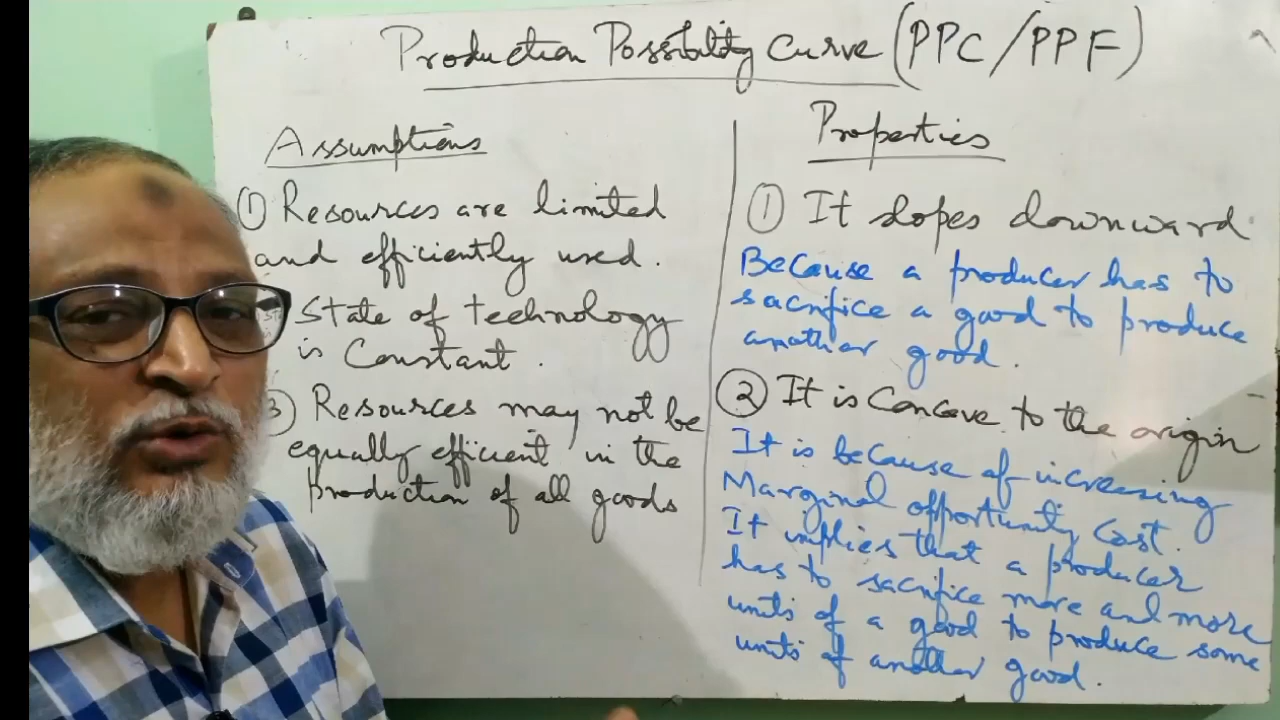 Production Possibility Curve (PPC/PPF)
Assumptions
① Resources are limited
and efficiently used.
State of technology
is Constant.
3) Resources may not be
equally efficient in the
production of all goods
Properties
① It slopes downward
Because a producer has to
sacrifice a good to produce
another good.
② It is Concave to the origin
It is because of increasing
Marginal opportunity Cost.
It implies that a producer
has to sacrifice more and more
units of a good to produce some
units of another good.